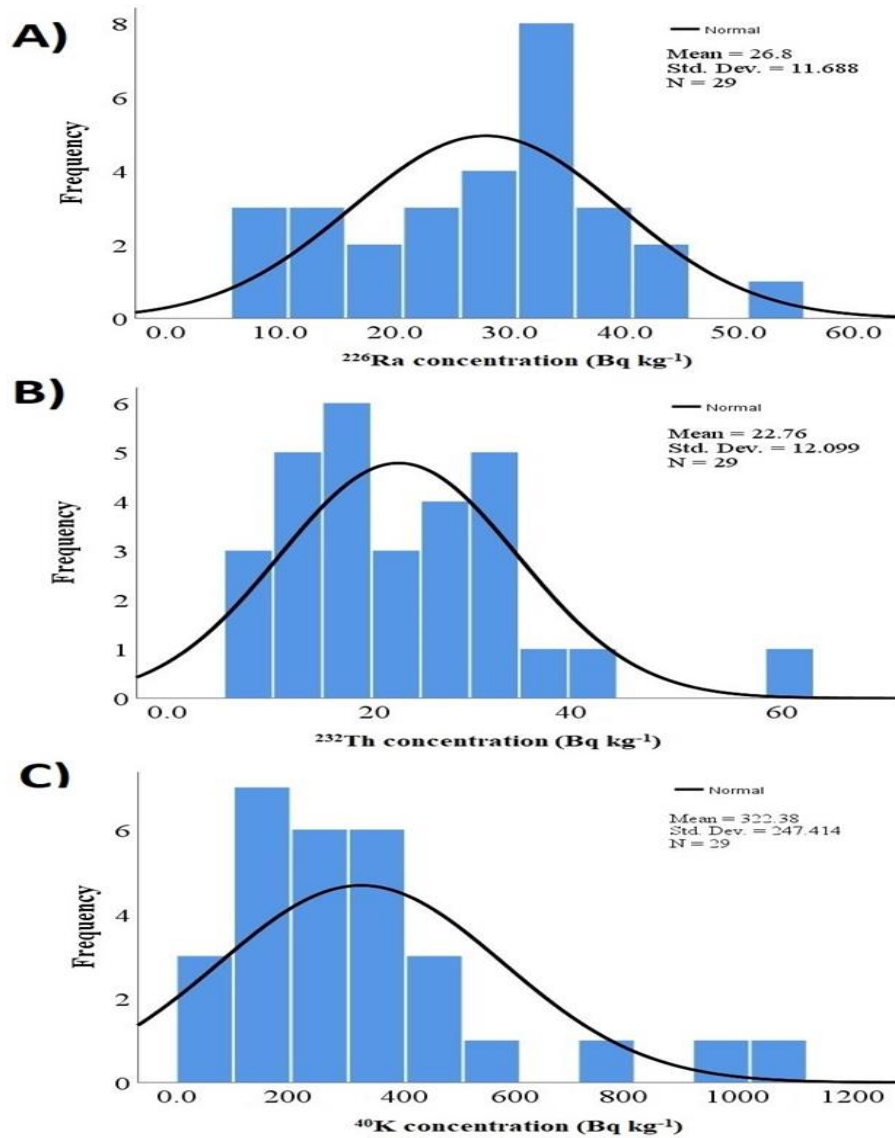 A)
8
6
4
2
0
Frequency
Normal
Mean = 26.8
Std. Dev. = 11.688
N = 29
0.0 10.0 20.0 30.0 40.0 50.0 60.0
²²⁶Ra concentration (Bq kg⁻¹)
B)
6
5
4
3
2
1
0
Frequency
Normal
Mean = 22.76
Std. Dev. = 12.099
N = 29
0.0 20 40 60
²³²Th concentration (Bq kg⁻¹)
C)
6
4
2
0
Frequency
Normal
Mean = 322.38
Std. Dev. = 247.414
N = 29
0.0 200 400 600 800 1000 1200
⁴⁰K concentration (Bq kg⁻¹)